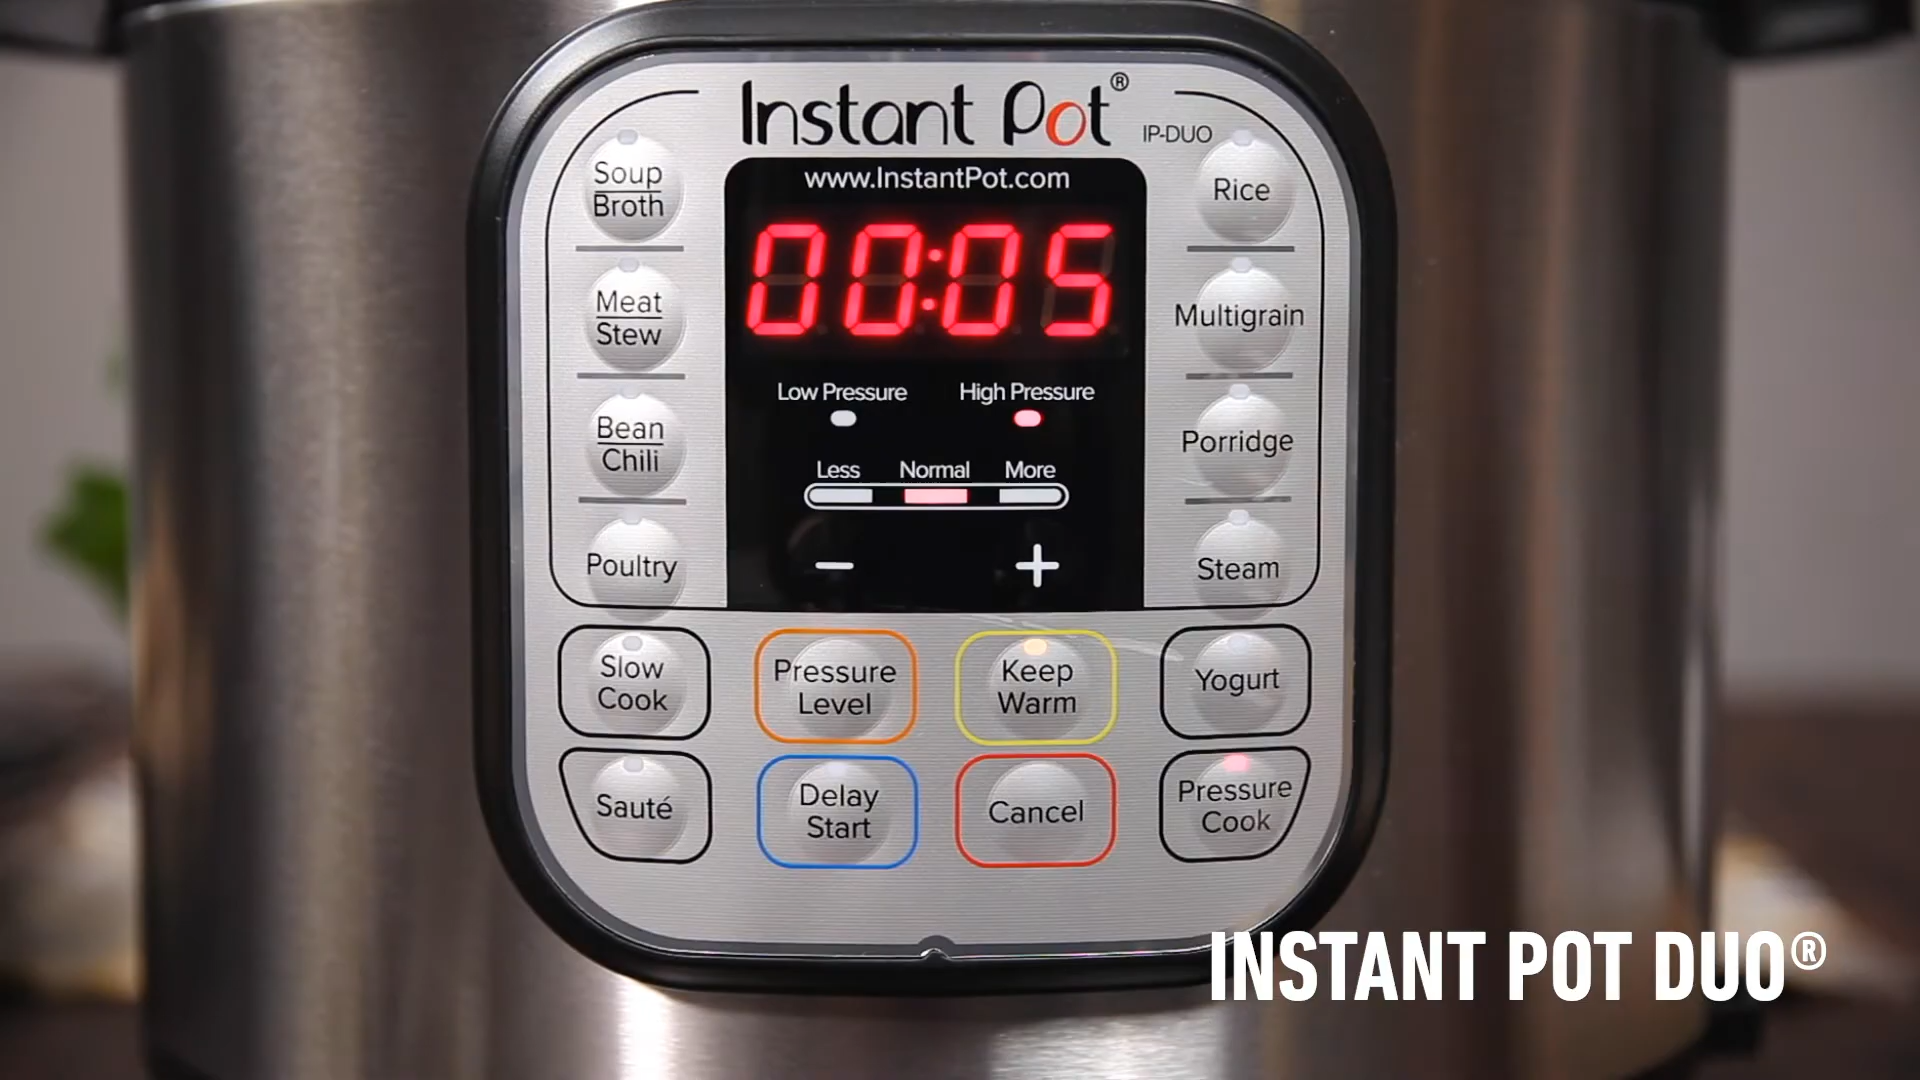 Instant Pot®
IP-DUO
www.InstantPot.com
00:05
Low Pressure
High Pressure
Less
Normal
More
−
+
Soup
Broth
Meat
Stew
Bean
Chili
Poultry
Rice
Multigrain
Porridge
Steam
Slow
Cook
Pressure
Level
Keep
Warm
Yogurt
Sauté
Delay
Start
Cancel
Pressure
Cook
INSTANT POT DUO®